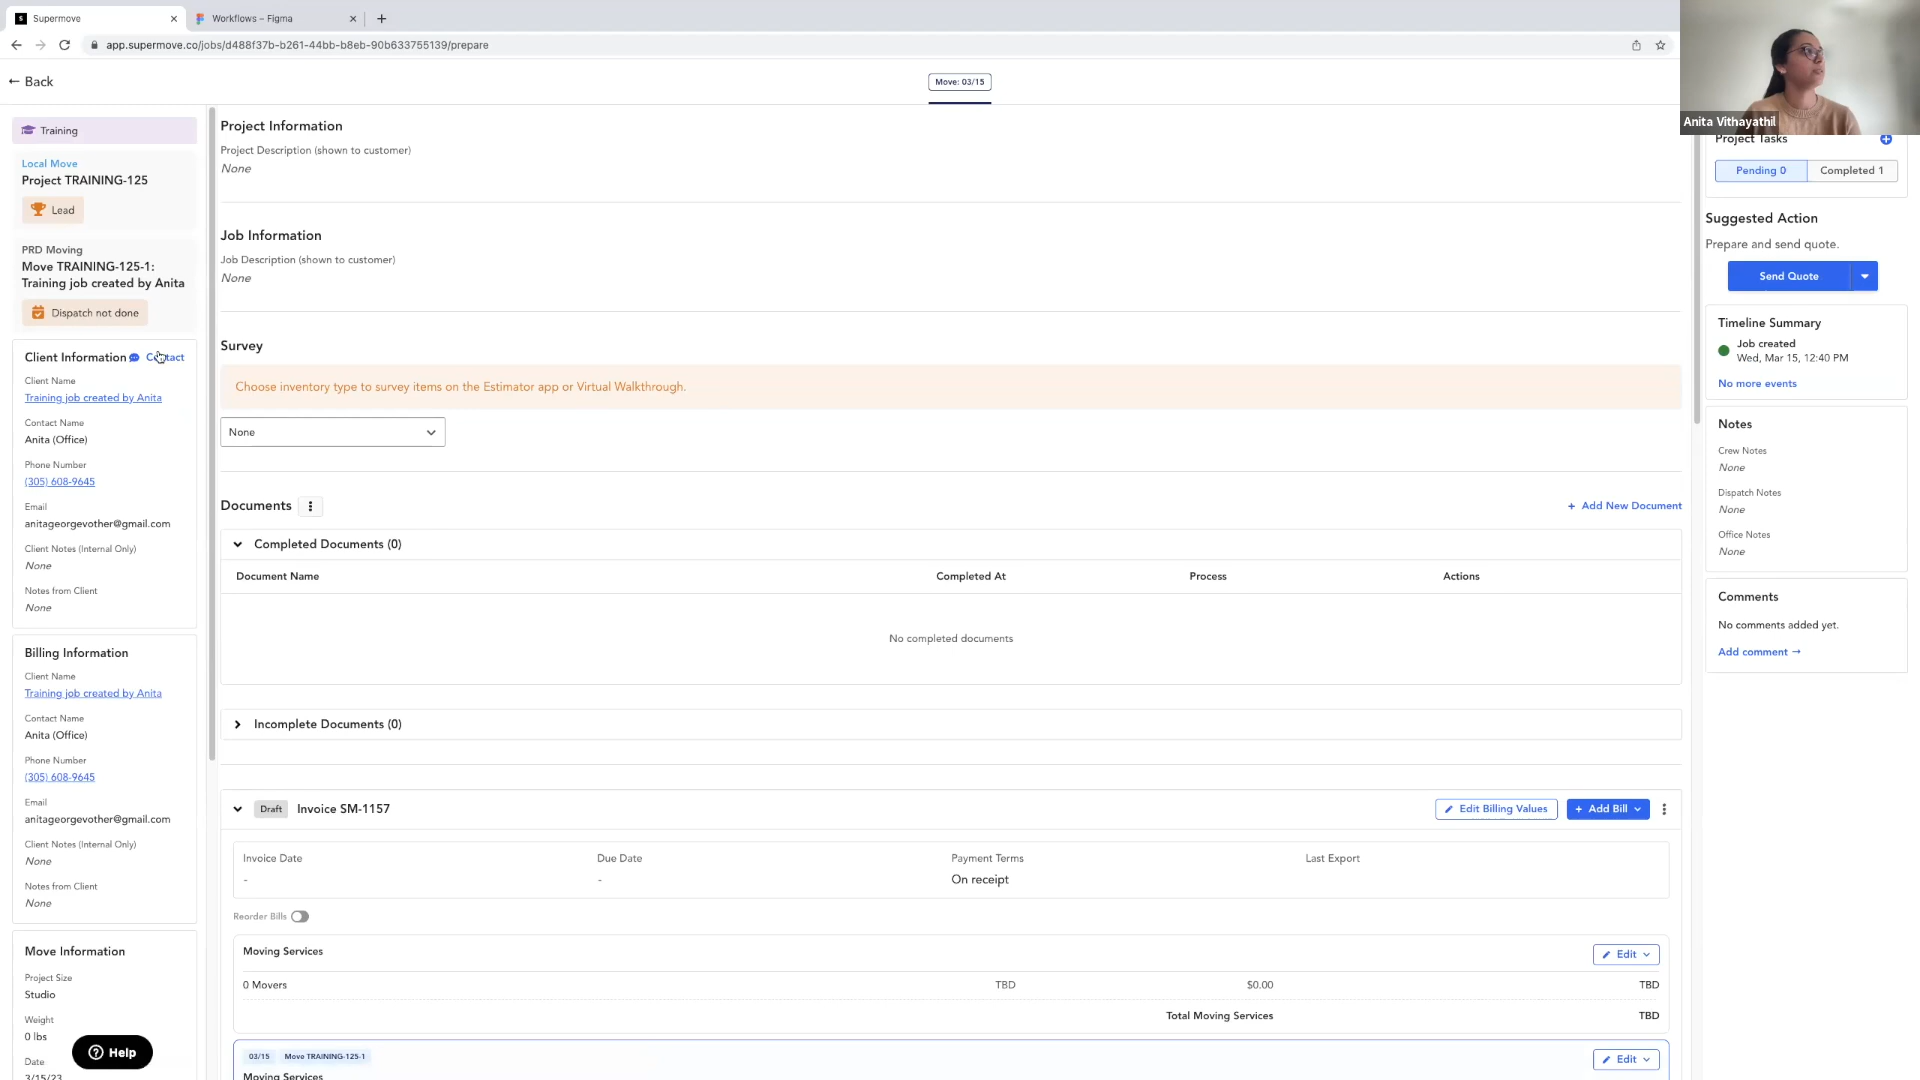 Supermove
Workflows – Figma
app.supermove.co/jobs/d488f37b-b261-44bb-b8eb-90b633755139/prepare
Back
Move: 03/15
Anita Vithayathil
Training
Local Move
Project TRAINING-125
Lead
PRD Moving
Move TRAINING-125-1:
Training job created by Anita
Dispatch not done
Client Information
Contact
Client Name
Training job created by Anita
Contact Name
Anita (Office)
Phone Number
(305) 608-9645
Email
anitageorgevother@gmail.com
Client Notes (Internal Only)
None
Notes from Client
None
Billing Information
Client Name
Training job created by Anita
Contact Name
Anita (Office)
Phone Number
(305) 608-9645
Email
anitageorgevother@gmail.com
Client Notes (Internal Only)
None
Notes from Client
None
Move Information
Project Size
Studio
Weight
0 lbs
Date
3/15/23
Help
Project Information
Project Description (shown to customer)
None
Job Information
Job Description (shown to customer)
None
Survey
Choose inventory type to survey items on the Estimator app or Virtual Walkthrough.
None
Documents
+ Add New Document
Completed Documents (0)
Document Name Completed At Process Actions
No completed documents
Incomplete Documents (0)
Draft Invoice SM-1157
Edit Billing Values
+ Add Bill
Invoice Date Due Date Payment Terms Last Export
- - On receipt
Reorder Bills
Moving Services
Edit
0 Movers TBD $0.00 TBD
Total Moving Services TBD
03/15 Move TRAINING-125-1
Edit
Moving Services
Project Tasks
Pending 0
Completed 1
Suggested Action
Prepare and send quote.
Send Quote
Timeline Summary
Job created
Wed, Mar 15, 12:40 PM
No more events
Notes
Crew Notes
None
Dispatch Notes
None
Office Notes
None
Comments
No comments added yet.
Add comment →